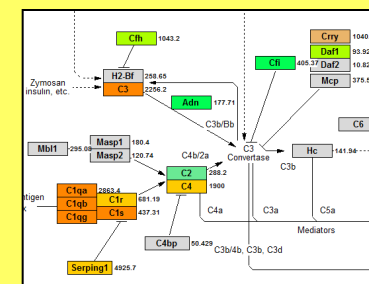 Cfh 1043.2
Crry 1040
Daf1 93.92
Cfi 405.37 Daf2 10.82
H2-Bf 258.65 Mcp 375.5
Zymosan
insulin, etc. C3 2256.2
Adn 177.71
C3b/Bb
C6
Masp1 180.4
Mbl1 295.08
Masp2 120.74
C4b/2a
C3
Convertase
Hc 141.94
C3b
C2 288.2
C4 1900
C1qa 2863.4
C1qb C1r 681.19
C1qg C1s 437.31
C4a C3a C5a
Mediators
C4bp 50.429
C3b/4b, C3b, C3d
Serping1 4925.7